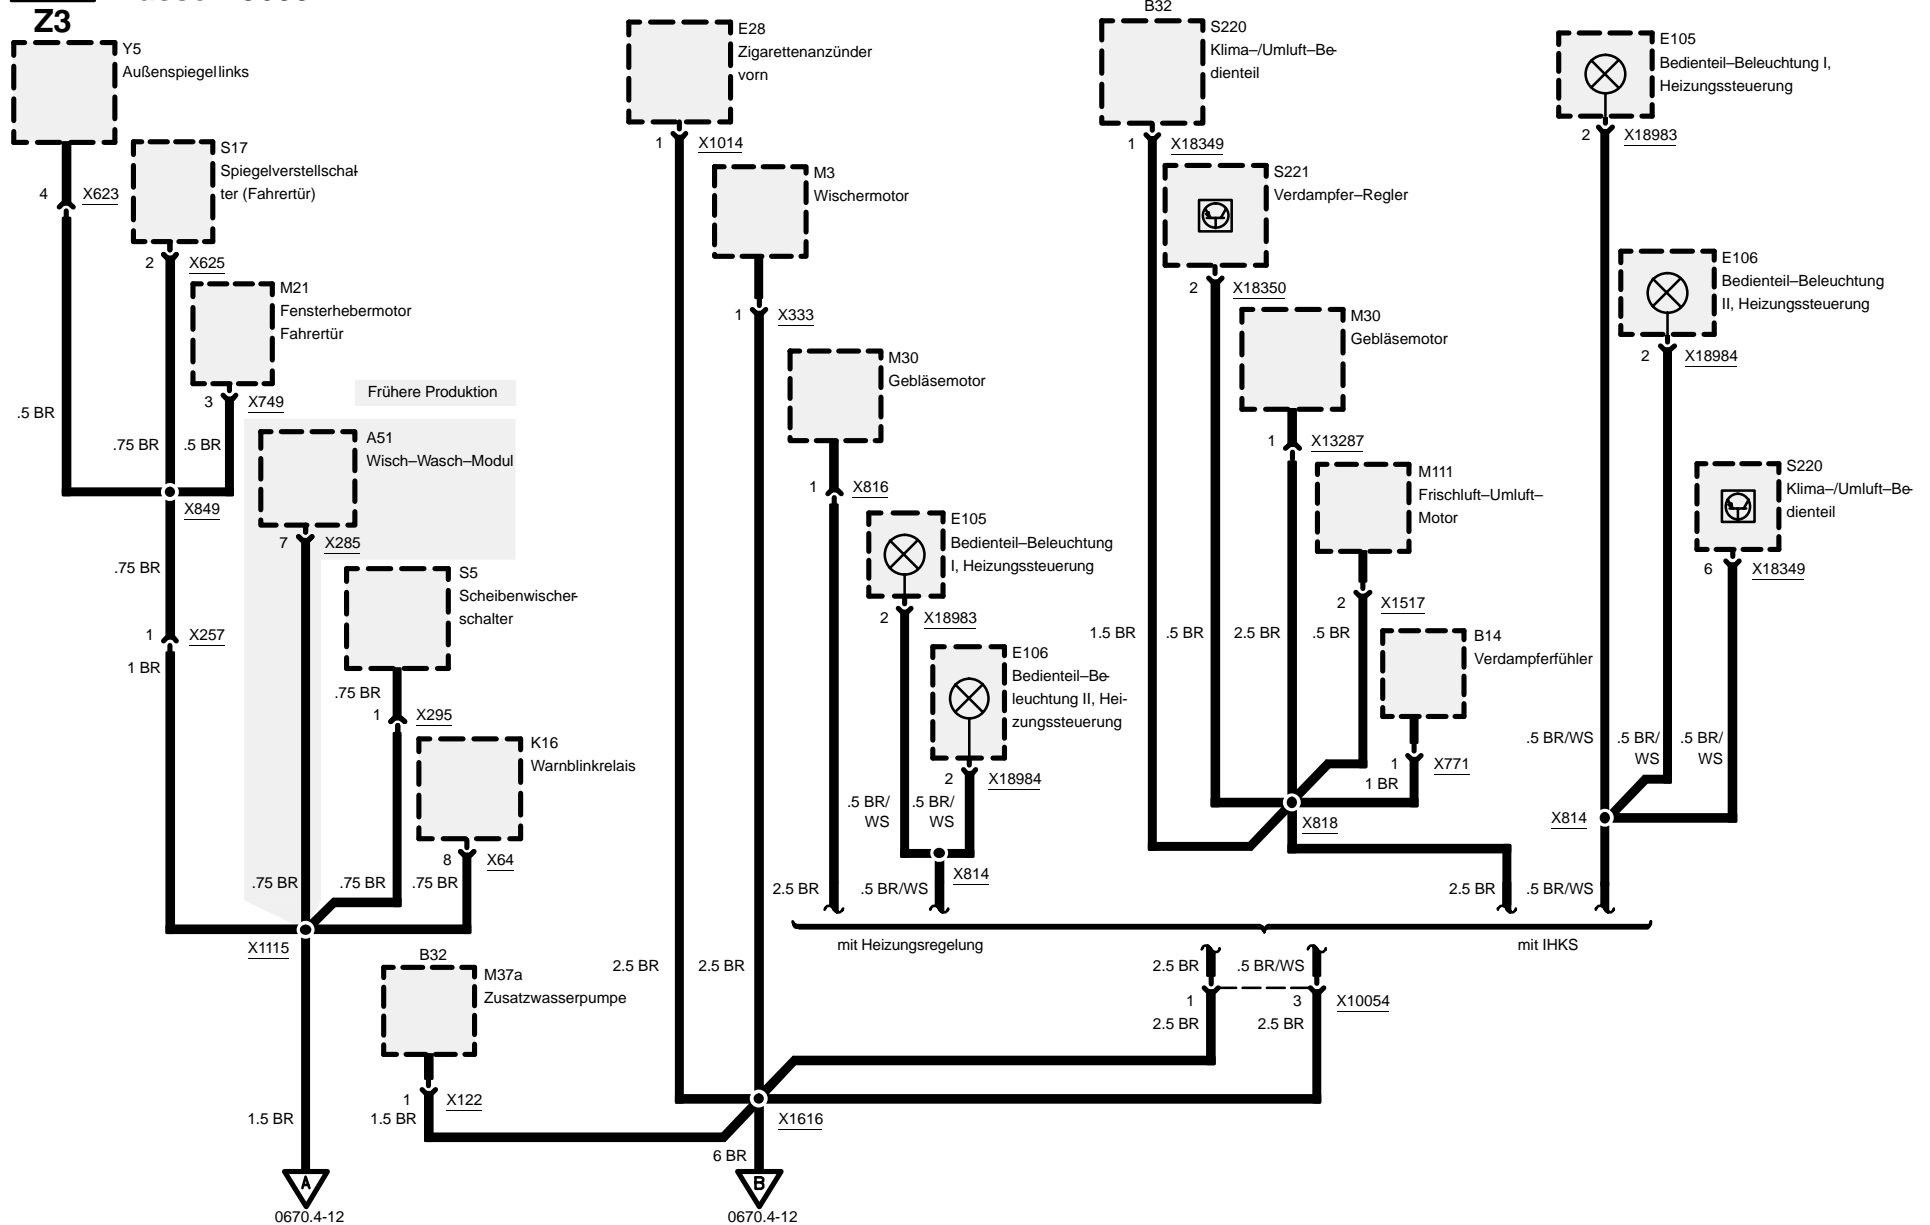 Z3
Y5
Außenspiegel links
4
X623
.5 BR
S17
Spiegelverstellschal-
ter (Fahrertür)
2
X625
.75 BR
M21
Fensterhebermotor
Fahrertür
3
X749
.5 BR
X849
.75 BR
1
X257
1 BR
Frühere Produktion
A51
Wisch–Wasch–Modul
7
X285
.75 BR
S5
Scheibenwischer-
schalter
.75 BR
1
X295
.75 BR
K16
Warnblinkrelais
8
X64
.75 BR
X1115
1.5 BR
A
0670.4-12
B32
M37a
Zusatzwasserpumpe
1
X122
1.5 BR
E28
Zigarettenanzünder
vorn
1
X1014
2.5 BR
M3
Wischermotor
1
X333
2.5 BR
M30
Gebläsemotor
1
X816
2.5 BR
E105
Bedienteil–Beleuchtung
I, Heizungssteuerung
2
X18983
.5 BR/
WS
E106
Bedienteil–Be-
leuchtung II, Hei-
zungssteuerung
2
X18984
.5 BR/
WS
X814
.5 BR/WS
mit Heizungsregelung
B32
S220
Klima–/Umluft–Be-
dienteil
1
X18349
1.5 BR
S221
Verdampfer–Regler
2
X18350
.5 BR
M30
Gebläsemotor
1
X13287
2.5 BR
M111
Frischluft–Umluft–
Motor
2
X1517
.5 BR
B14
Verdampferfühler
1
X771
1 BR
X818
2.5 BR
E105
Bedienteil–Beleuchtung I,
Heizungssteuerung
2
X18983
.5 BR/WS
E106
Bedienteil–Beleuchtung
II, Heizungssteuerung
2
X18984
.5 BR/
WS
S220
Klima–/Umluft–Be-
dienteil
6
X18349
.5 BR/
WS
X814
.5 BR/WS
mit IHKS
2.5 BR
.5 BR/WS
1
3
X10054
2.5 BR
2.5 BR
X1616
6 BR
B
0670.4-12